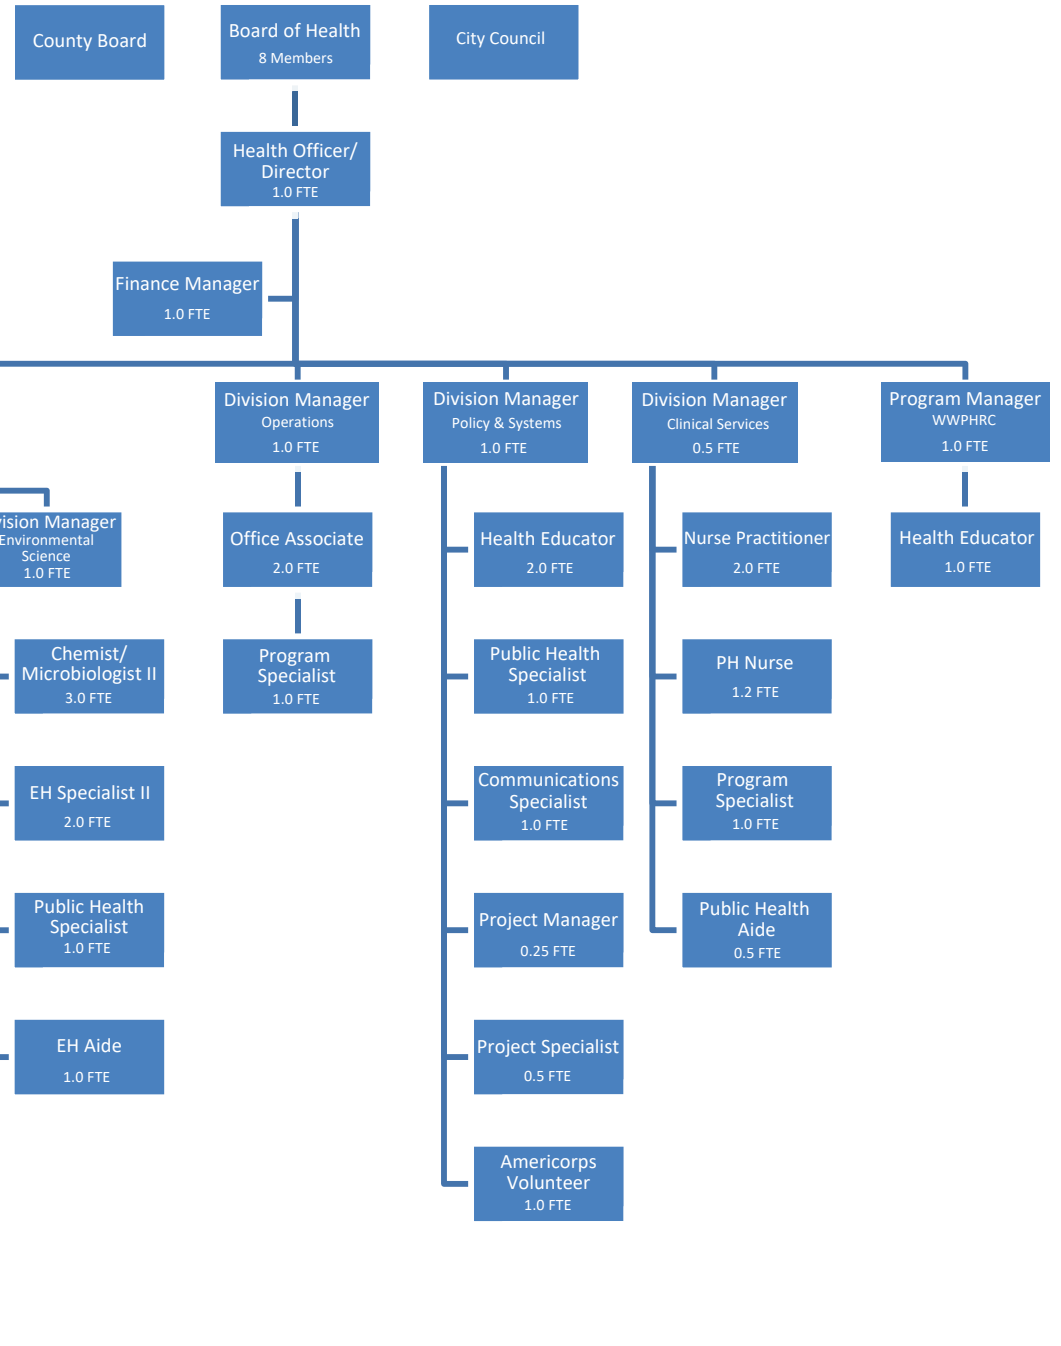 County Board
Board of Health
8 Members
City Council
Health Officer/
Director
1.0 FTE
Finance Manager
1.0 FTE
Division Manager
Operations
1.0 FTE
Division Manager
Policy & Systems
1.0 FTE
Division Manager
Clinical Services
0.5 FTE
Program Manager
WWPHRC
1.0 FTE
vision Manager
Environmental
Science
1.0 FTE
Office Associate
2.0 FTE
Health Educator
2.0 FTE
Nurse Practitioner
2.0 FTE
Health Educator
1.0 FTE
Chemist/
Microbiologist II
3.0 FTE
Program
Specialist
1.0 FTE
Public Health
Specialist
1.0 FTE
PH Nurse
1.2 FTE
EH Specialist II
2.0 FTE
Communications
Specialist
1.0 FTE
Program
Specialist
1.0 FTE
Public Health
Specialist
1.0 FTE
Project Manager
0.25 FTE
Public Health
Aide
0.5 FTE
EH Aide
1.0 FTE
Project Specialist
0.5 FTE
Americorps
Volunteer
1.0 FTE